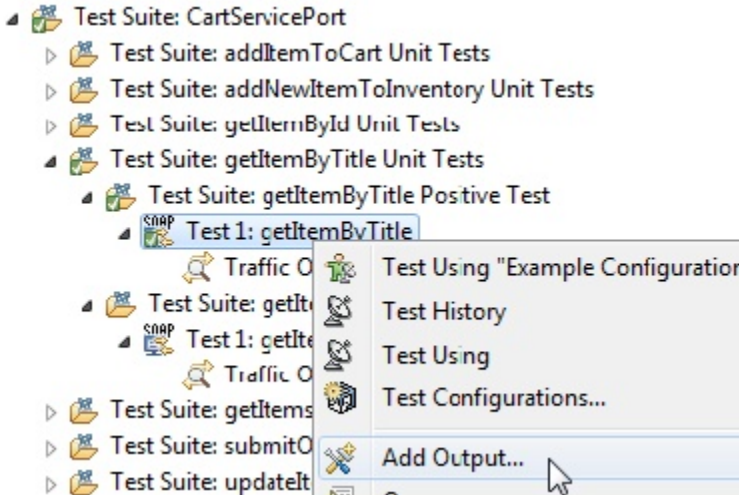 Test Suite: CartServicePort
Test Suite: addItemToCart Unit Tests
Test Suite: addNewItemToInventory Unit Tests
Test Suite: getItemById Unit Tests
Test Suite: getItemByTitle Unit Tests
Test Suite: getItemByTitle Positive Test
SOAP Test 1: getItemByTitle
Traffic O
Test Using "Example Configuration
Test Suite: getIte
Test History
SOAP Test 1: getIte
Test Using
Traffic O
Test Configurations...
Test Suite: getItems
Test Suite: submitO
Add Output...
Test Suite: updateIt